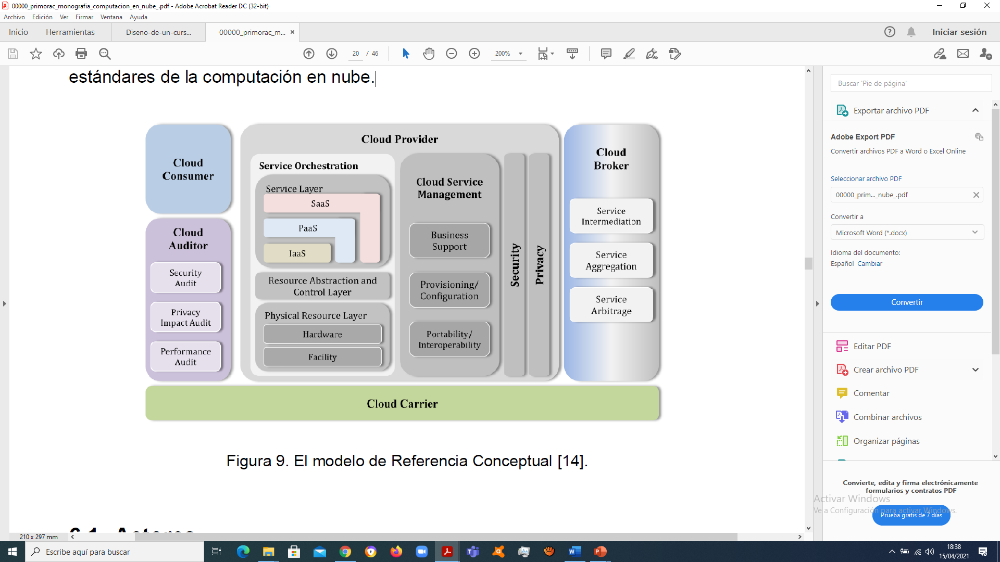 00000_primorac_monografia_computacion_en_nube_.pdf - Adobe Acrobat Reader DC (32-bit)
Archivo Edición Ver Firmar Ventana Ayuda
Inicio Herramientas Diseno-de-un-curs... 00000_primorac_m... Iniciar sesión
20 / 46 200%
estándares de la computación en nube.
Cloud
Consumer
Cloud
Auditor
Security
Audit
Privacy
Impact Audit
Performance
Audit
Cloud Provider
Service Orchestration
Service Layer
SaaS
PaaS
IaaS
Resource Abstraction and
Control Layer
Physical Resource Layer
Hardware
Facility
Cloud Service
Management
Business
Support
Provisioning/
Configuration
Portability/
Interoperability
Security
Privacy
Cloud
Broker
Service
Intermediation
Service
Aggregation
Service
Arbitrage
Cloud Carrier
Figura 9. El modelo de Referencia Conceptual [14].
6.1. Actores
210 x 297 mm
Buscar 'Pie de página'
Exportar archivo PDF
Adobe Export PDF
Convertir archivos PDF a Word o Excel Online
Seleccionar archivo PDF
00000_prim..._nube_.pdf
Convertir a
Microsoft Word (*.docx)
Idioma del documento:
Español Cambiar
Convertir
Editar PDF
Crear archivo PDF
Comentar
Combinar archivos
Organizar páginas
Convierte, edita y firma electrónicamente
formularios y contratos PDF
Activar Windows
Ve a Configuración para activar Windows.
Prueba gratis de 7 días
Escribe aquí para buscar
18:38
15/04/2021